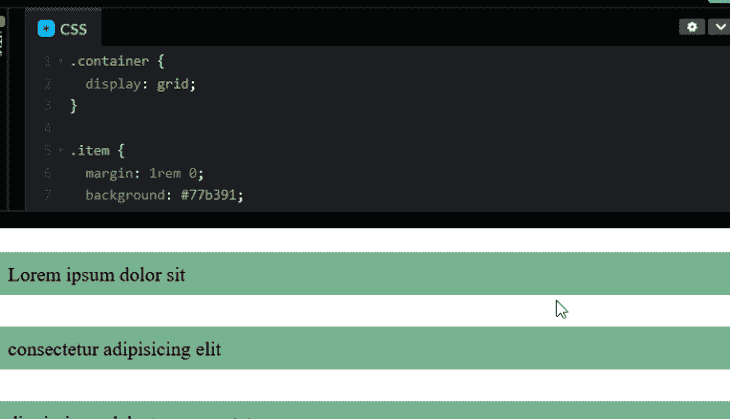 CSS
1 .container {
2 display: grid;
3 }
4
5 .item {
6 margin: 1rem 0;
7 background: #77b391;
Lorem ipsum dolor sit
consectetur adipisicing elit